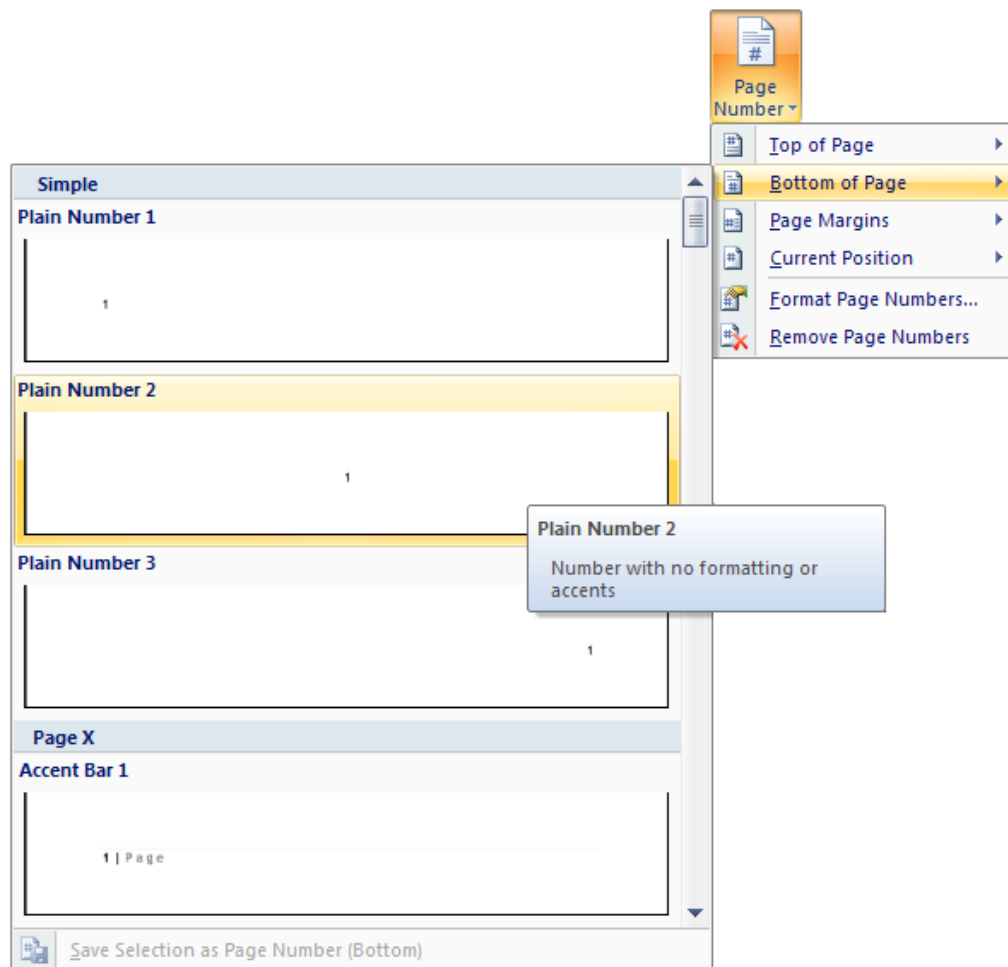 #
Page
Number
Top of Page
Bottom of Page
Page Margins
Current Position
Format Page Numbers...
Remove Page Numbers
Simple
Plain Number 1
1
Plain Number 2
1
Plain Number 2
Number with no formatting or
accents
Plain Number 3
1
Page X
Accent Bar 1
1 | Page
Save Selection as Page Number (Bottom)